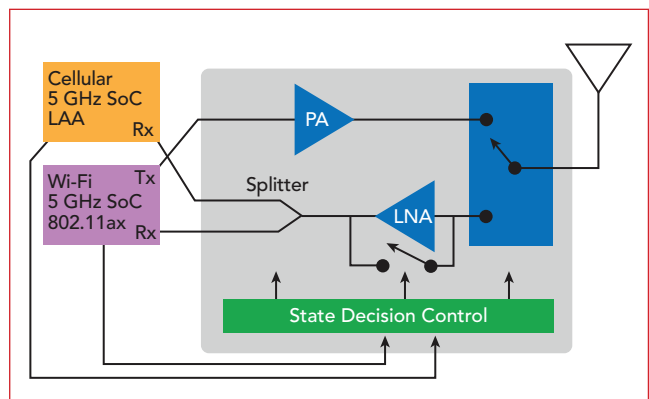 Cellular
5 GHz SoC
LAA
Rx
Wi-Fi
5 GHz SoC
802.11ax
Tx
Rx
Splitter
PA
LNA
State Decision Control